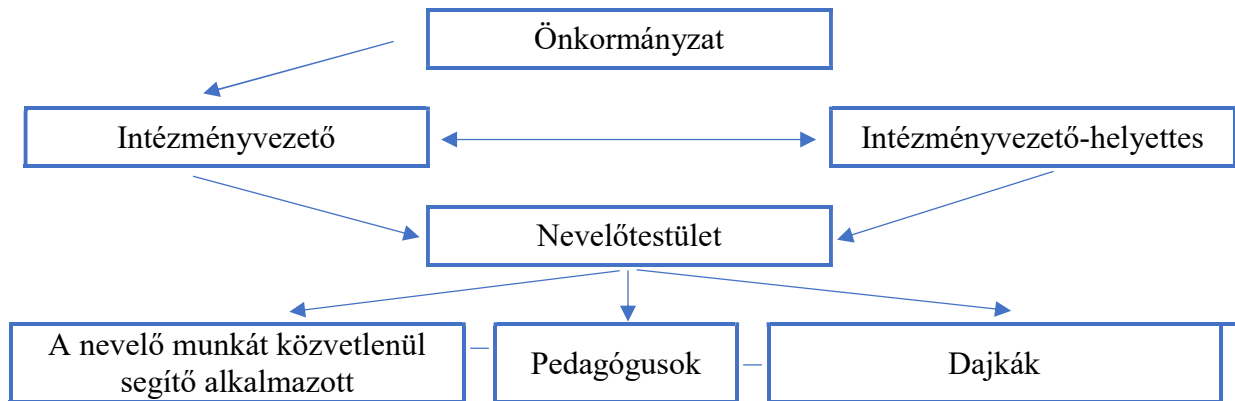 Önkormányzat
Intézményvezető
Intézményvezető-helyettes
Nevelőtestület
A nevelő munkát közvetlenül
segítő alkalmazott
Pedagógusok
Dajkák